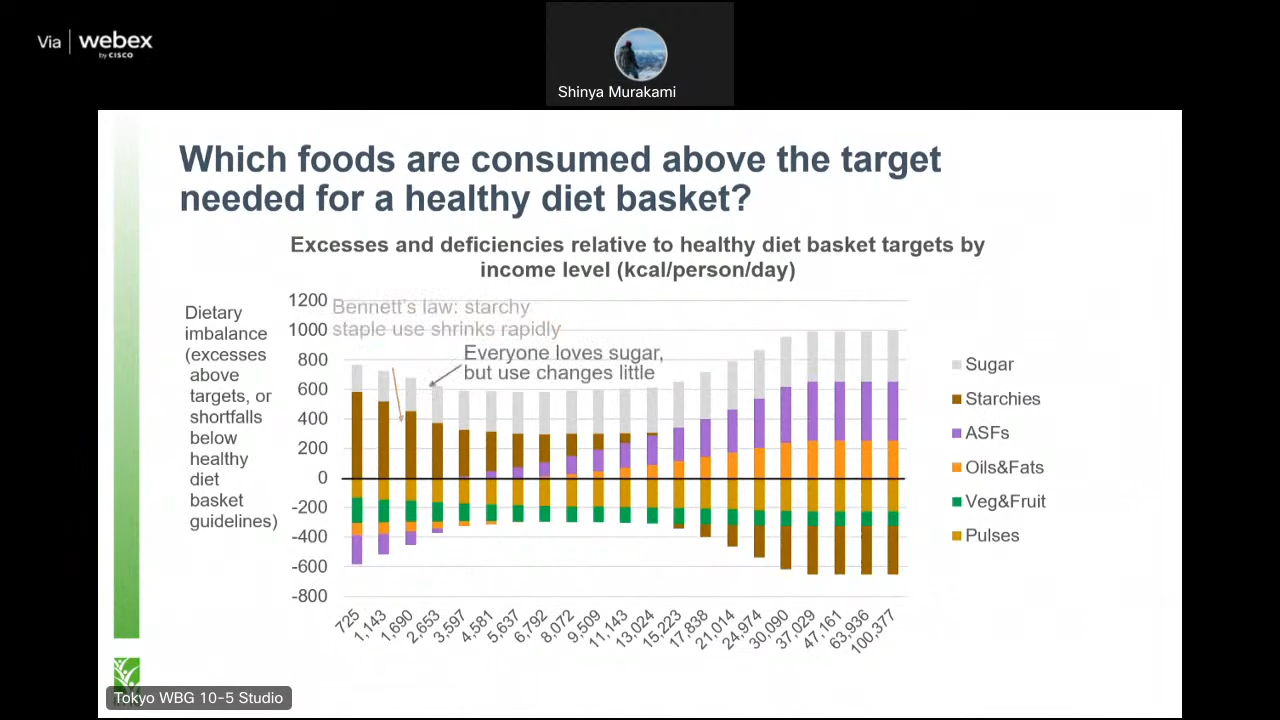 Via | webex
by CISCO
Shinya Murakami
Which foods are consumed above the target
needed for a healthy diet basket?
Excesses and deficiencies relative to healthy diet basket targets by
income level (kcal/person/day)
Dietary
imbalance
(excesses
above
targets, or
shortfalls
below
healthy
diet
basket
guidelines)
1200
1000
800
600
400
200
0
-200
-400
-600
-800
Bennett's law: starchy
staple use shrinks rapidly
Everyone loves sugar,
but use changes little
725
1,143
1,690
2,653
3,597
4,581
5,637
6,792
8,072
9,509
11,143
13,024
15,223
17,838
21,014
24,974
30,090
37,029
47,161
63,936
100,377
Sugar
Starchies
ASFs
Oils&Fats
Veg&Fruit
Pulses
Tokyo WBG 10-5 Studio